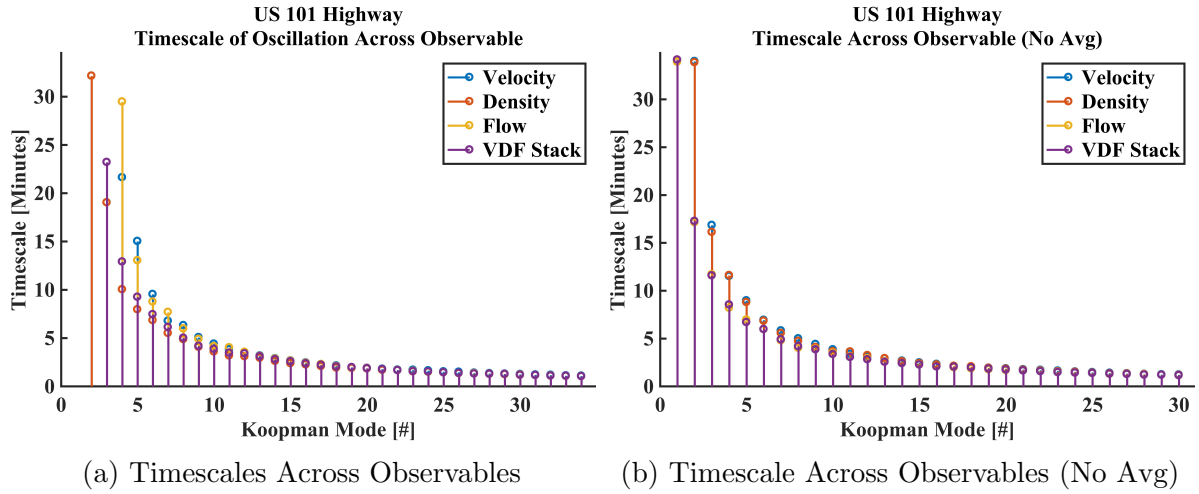 US 101 Highway
Timescale of Oscillation Across Observable
Timescale [Minutes]
30
25
20
15
10
5
0
0 5 10 15 20 25 30
Koopman Mode [#]
Velocity
Density
Flow
VDF Stack
(a) Timescales Across Observables
US 101 Highway
Timescale Across Observable (No Avg)
Timescale [Minutes]
30
25
20
15
10
5
0
0 5 10 15 20 25 30
Koopman Mode [#]
Velocity
Density
Flow
VDF Stack
(b) Timescale Across Observables (No Avg)